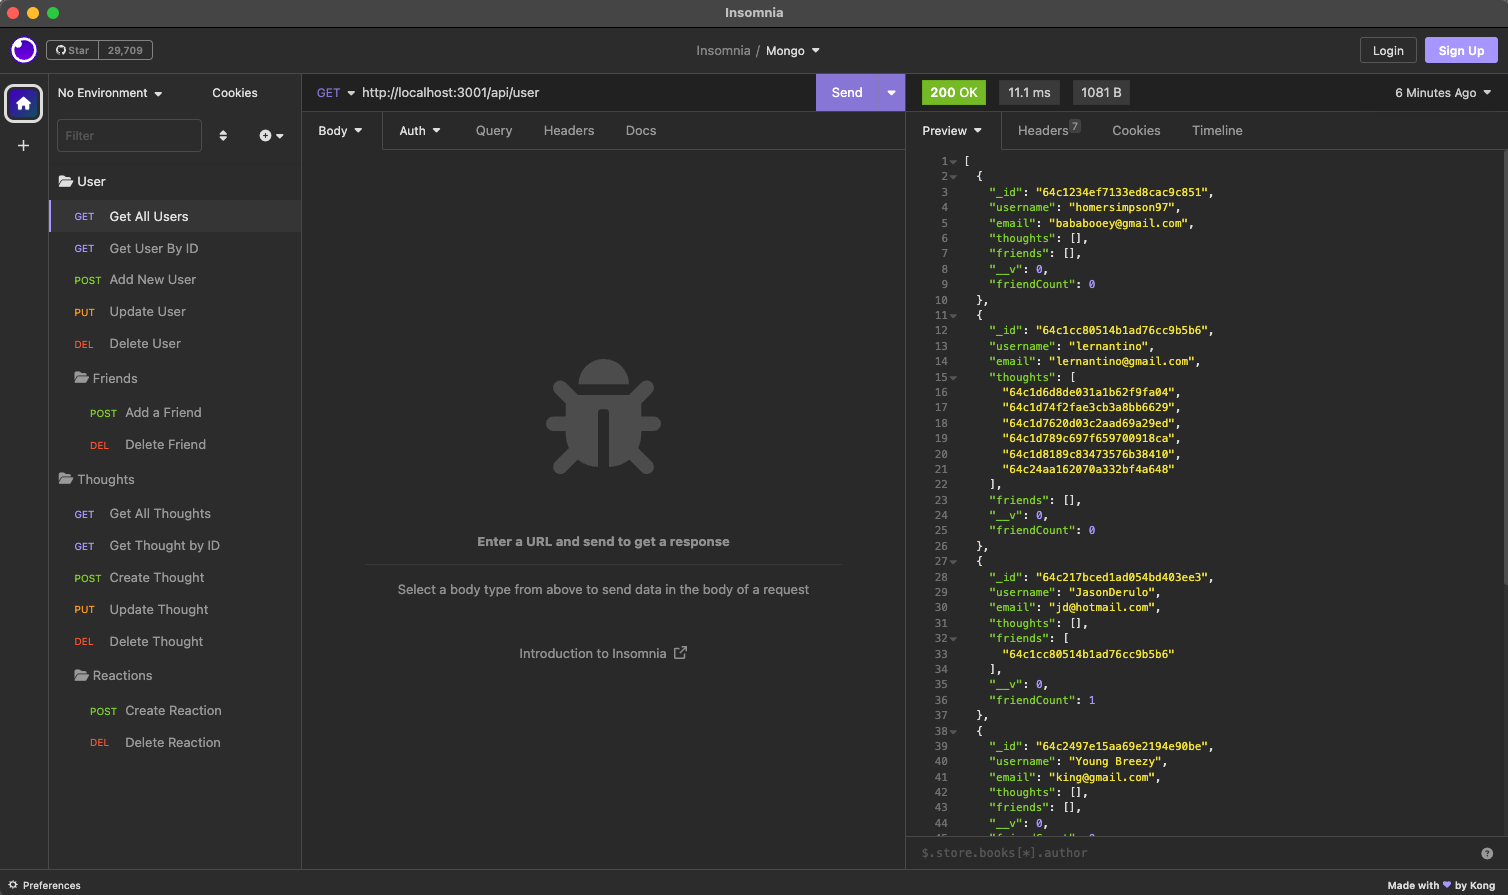 Insomnia
Star 29,709
Insomnia / Mongo
Login
Sign Up
No Environment
Cookies
Filter
User
GET Get All Users
GET Get User By ID
POST Add New User
PUT Update User
DEL Delete User
Friends
POST Add a Friend
DEL Delete Friend
Thoughts
GET Get All Thoughts
GET Get Thought by ID
POST Create Thought
PUT Update Thought
DEL Delete Thought
Reactions
POST Create Reaction
DEL Delete Reaction
GET http://localhost:3001/api/user
Send
Body Auth Query Headers Docs
Enter a URL and send to get a response
Select a body type from above to send data in the body of a request
Introduction to Insomnia
200 OK 11.1 ms 1081 B 6 Minutes Ago
Preview Headers 7 Cookies Timeline
1 [
2 {
3 "_id": "64c1234ef7133ed8cac9c851",
4 "username": "homersimpson97",
5 "email": "bababooey@gmail.com",
6 "thoughts": [],
7 "friends": [],
8 "__v": 0,
9 "friendCount": 0
10 },
11 {
12 "_id": "64c1cc80514b1ad76cc9b5b6",
13 "username": "lernantino",
14 "email": "lernantino@gmail.com",
15 "thoughts": [
16 "64c1d6d8de031a1b62f9fa04",
17 "64c1d74f2fae3cb3a8bb6629",
18 "64c1d7620d03c2aad69a29ed",
19 "64c1d789c697f659700918ca",
20 "64c1d8189c83473576b38410",
21 "64c24aa162070a332bf4a648"
22 ],
23 "friends": [],
24 "__v": 0,
25 "friendCount": 0
26 },
27 {
28 "_id": "64c217bced1ad054bd403ee3",
29 "username": "JasonDerulo",
30 "email": "jd@hotmail.com",
31 "thoughts": [],
32 "friends": [
33 "64c1cc80514b1ad76cc9b5b6"
34 ],
35 "__v": 0,
36 "friendCount": 1
37 },
38 {
39 "_id": "64c2497e15aa69e2194e90be",
40 "username": "Young Breezy",
41 "email": "king@gmail.com",
42 "thoughts": [],
43 "friends": [],
44 "__v": 0,
$.store.books[*].author
Preferences
Made with ♥ by Kong